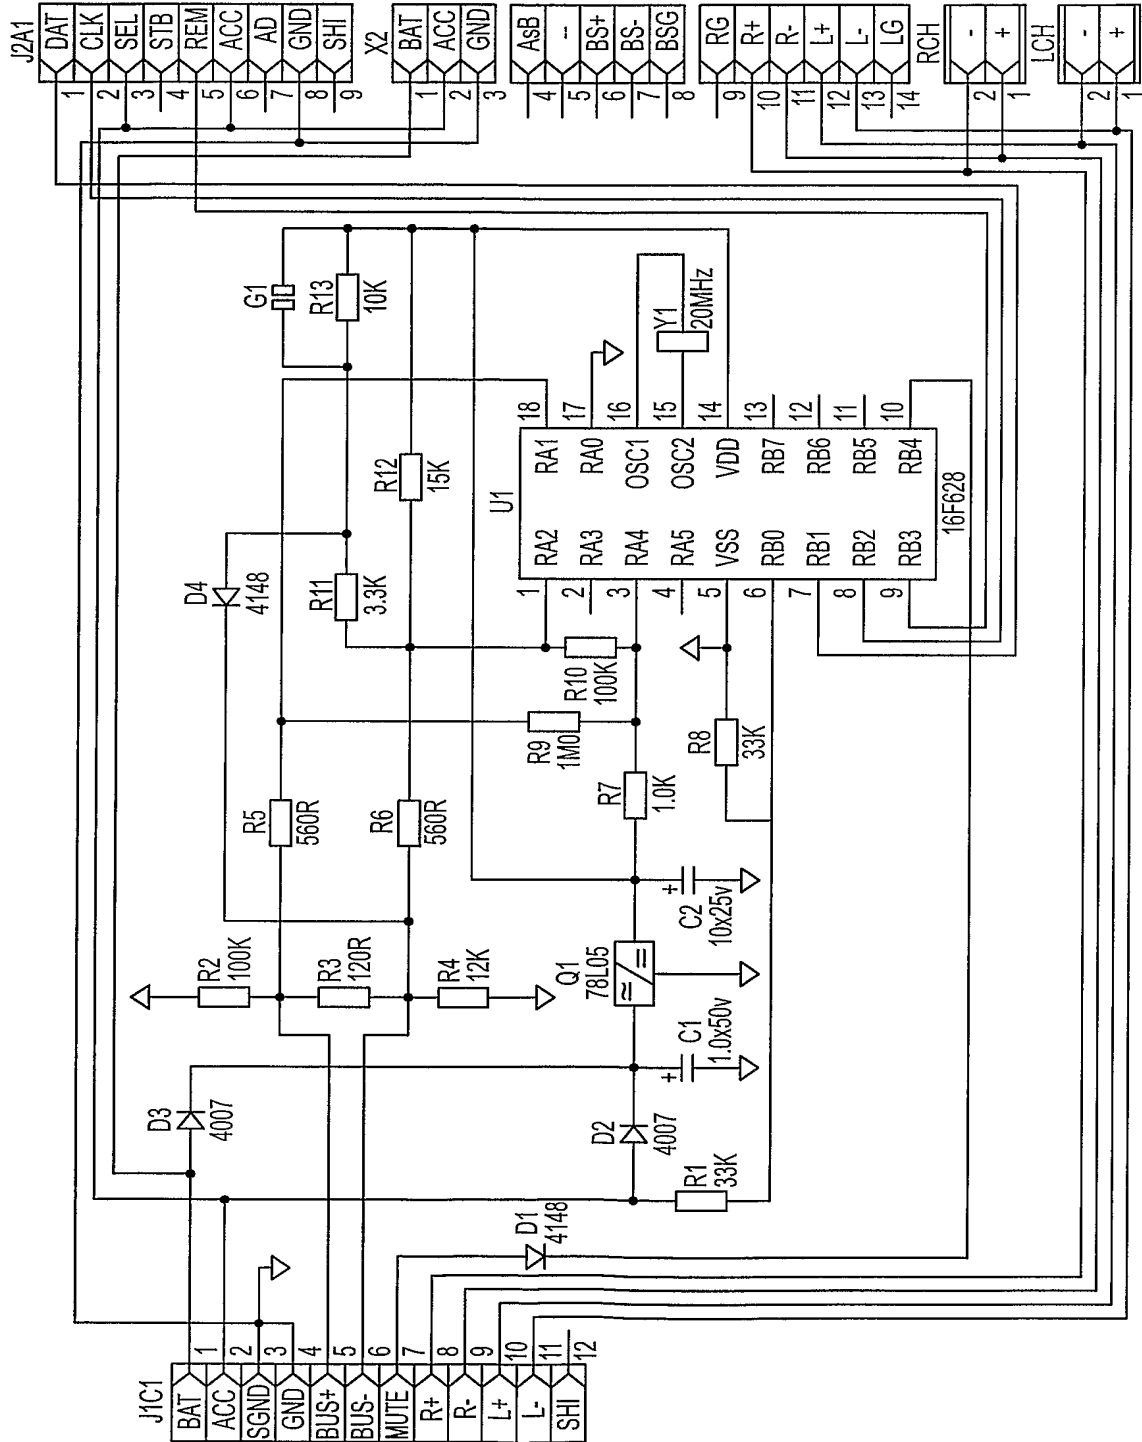 J2A1
DAT
CLK
SEL
STB
REM
ACC
AD
GND
SHI
1
2
3
4
5
6
7
8
9
X2
BAT
ACC
GND
1
2
3
AsB
--
BS+
BS-
BSG
4
5
6
7
8
RG
R+
R-
L+
L-
LG
9
10
11
12
13
14
RCH
-
+
2
1
LCH
-
+
2
1
G1
R13
10K
R12
15K
D4
4148
R11
3.3K
Y1
20MHz
U1
18
17
16
15
14
13
12
11
10
RA1
RA0
OSC1
OSC2
VDD
RB7
RB6
RB5
RB4
RA2
RA3
RA4
RA5
VSS
RB0
RB1
RB2
RB3
16F628
1
2
3
4
5
6
7
8
9
R10
100K
R9
1M0
R8
33K
R7
1.0K
R5
560R
R6
560R
R2
100K
R3
120R
R4
12K
Q1
78L05
+
C2
10x25v
+
C1
1.0x50v
D3
4007
D2
4007
R1
33K
D1
4148
J1C1
BAT
ACC
SGND
GND
BUS+
BUS-
MUTE
R+
R-
L+
L-
SHI
1
2
3
4
5
6
7
8
9
10
11
12